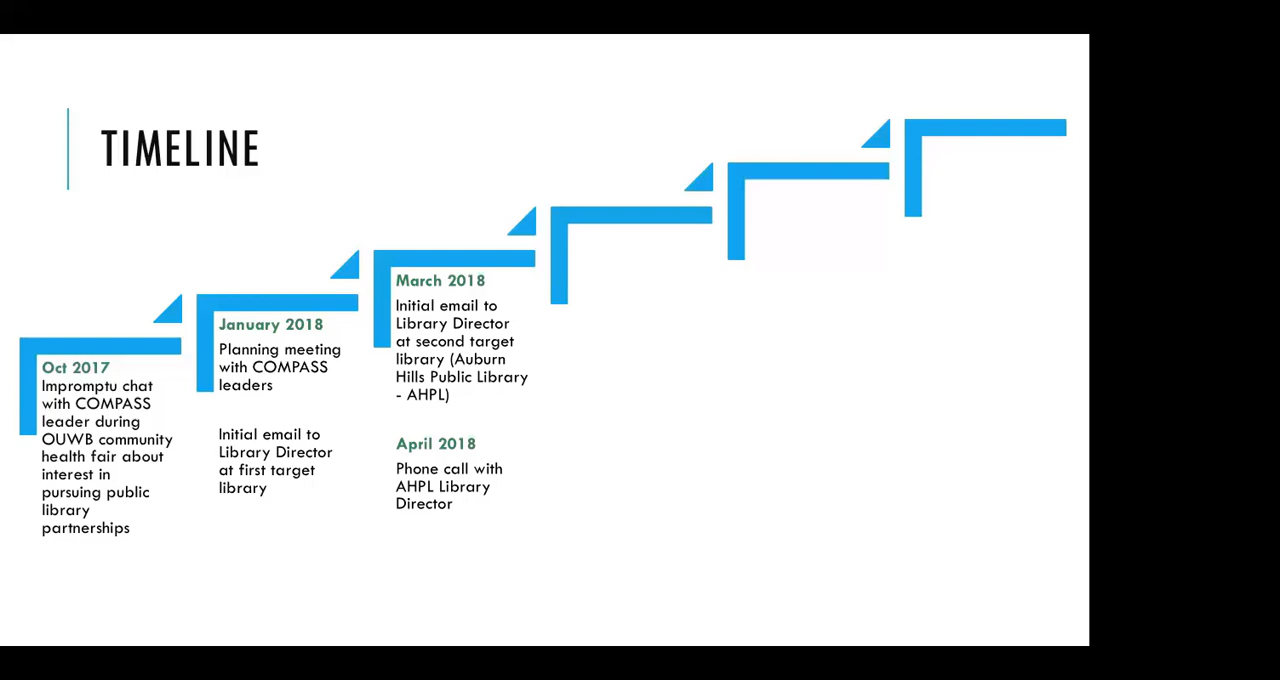 TIMELINE
Oct 2017
Impromptu chat
with COMPASS
leader during
OUWB community
health fair about
interest in
pursuing public
library
partnerships
January 2018
Planning meeting
with COMPASS
leaders
Initial email to
Library Director
at first target
library
March 2018
Initial email to
Library Director
at second target
library (Auburn
Hills Public Library
- AHPL)
April 2018
Phone call with
AHPL Library
Director